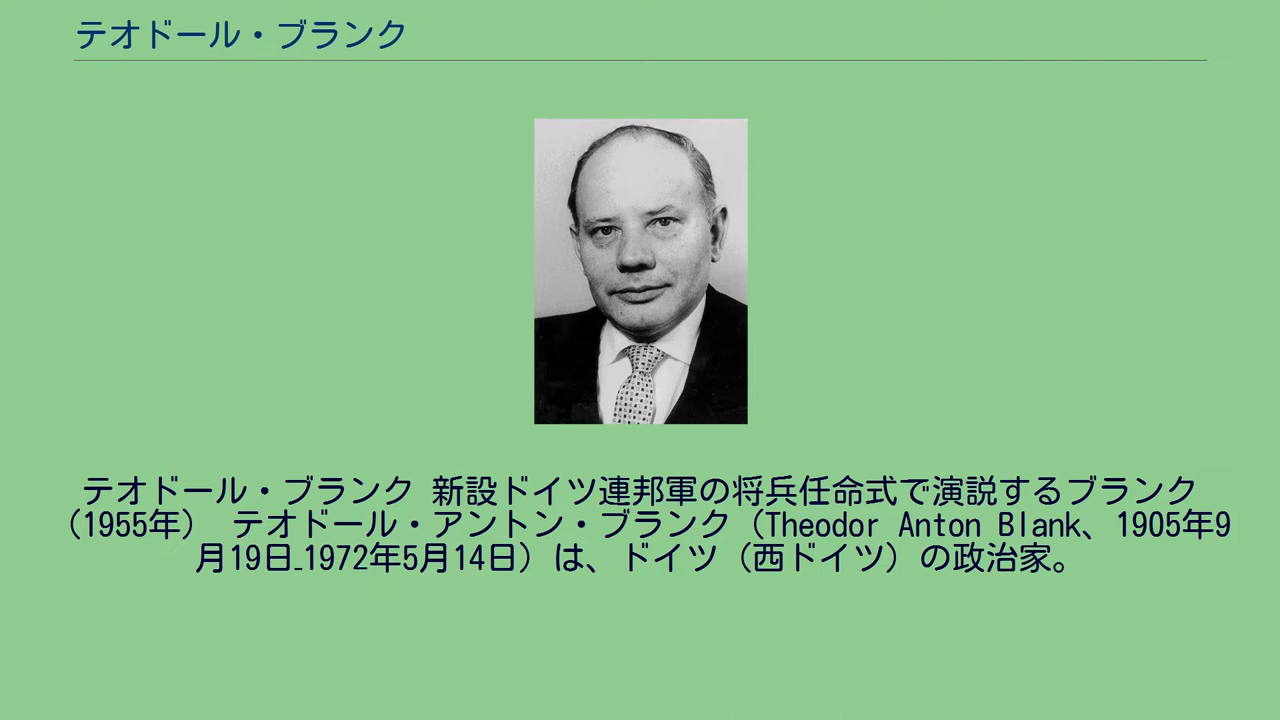 テオドール・ブランク
テオドール・ブランク 新設ドイツ連邦軍の将兵任命式で演説するブランク
（1955年） テオドール・アントン・ブランク（Theodor Anton Blank、1905年9
月19日-1972年5月14日）は、ドイツ（西ドイツ）の政治家。